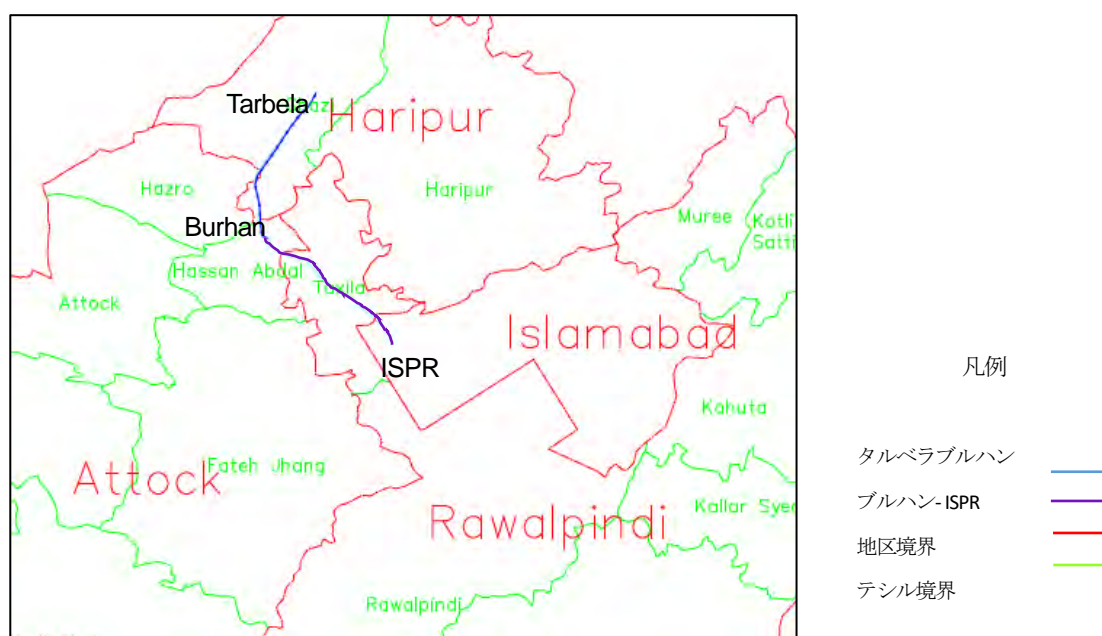 Tarbela
Haripur
Hazro
Haripur
Burhan
Muree
Kotli
Satti
Hassan Abdal
Taxila
Attock
Islamabad
ISPR
Kahuta
Attock
Fateh Jhang
Rawalpindi
Kallar Syed
Rawalpindi
凡例
タルベラブルハン
ブルハン- ISPR
地区境界
テシル境界